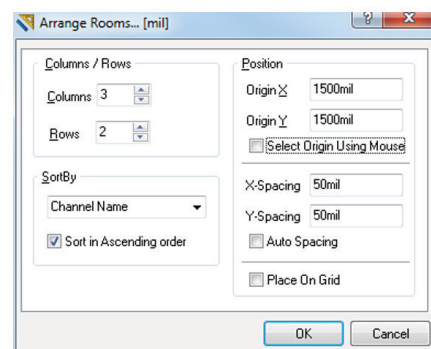 Arrange Rooms... [mil]
Columns / Rows
Columns 3
Rows 2
SortBy
Channel Name
Sort in Ascending order
Position
Origin X 1500mil
Origin Y 1500mil
Select Origin Using Mouse
X-Spacing 50mil
Y-Spacing 50mil
Auto Spacing
Place On Grid
OK Cancel